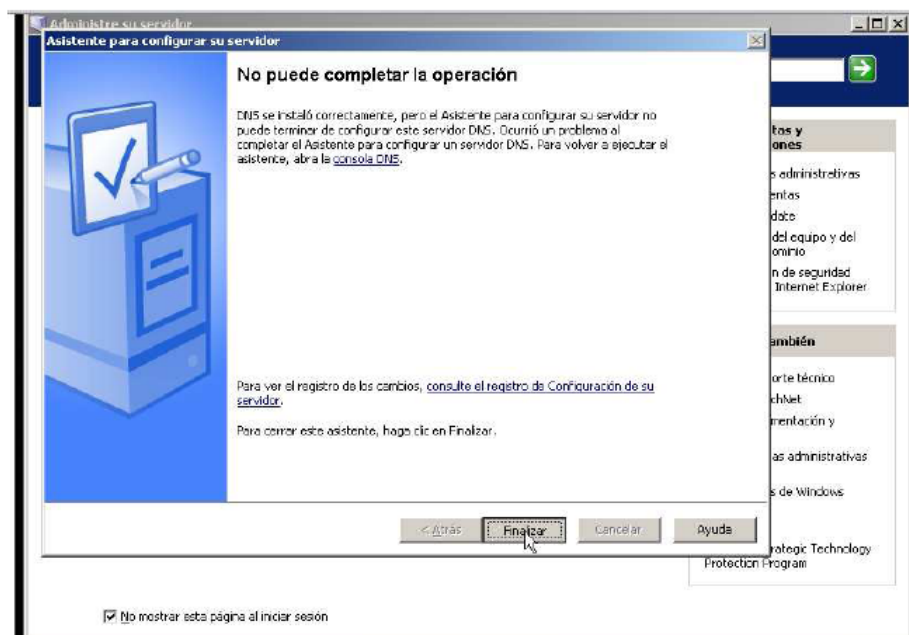 Administre su servidor
Asistente para configurar su servidor
No puede completar la operación
DNS se instaló correctamente, pero el Asistente para configurar su servidor no
puede terminar de configurar este servidor DNS. Ocurrió un problema al
completar el Asistente para configurar un servidor DNS. Para volver a ejecutar el
asistente, abra la consola DNS.
Para ver el registro de los cambios, consulte el registro de Configuración de su
servidor.
Para cerrar este asistente, haga clic en Finalizar.
< Atrás
Finalizar
Cancelar
Ayuda
tas y
ones
s administrativas
entas
date
del equipo y del
ominio
n de seguridad
Internet Explorer
ambién
orte técnico
chNet
mentación y
as administrativas
s de Windows
rategic Technology
Protection Program
No mostrar esta página al iniciar sesión